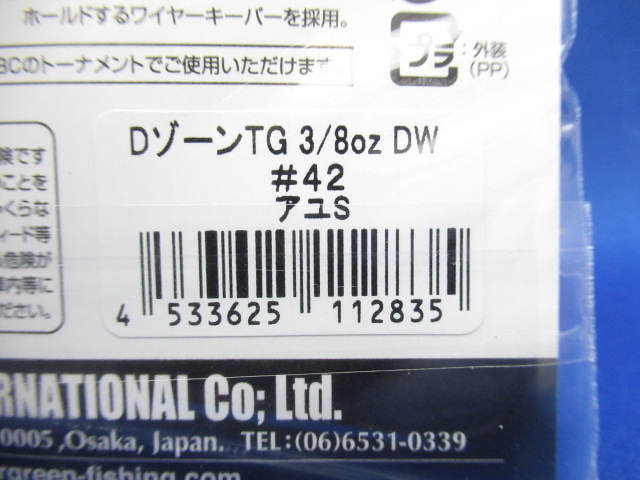 ホールドするワイヤーキーパーを採用。
BCのトーナメントでご使用いただけます。
プラ
:外装
(PP)
険です
のことを
ゃくらな
ィード等
危険が
車内等に
ださい。
DゾーンTG 3/8oz DW
#42
アユS
4 533625 112835
RNATIONAL Co; Ltd.
0005 ,Osaka, Japan. TEL:(06)6531-0339
rgreen-fishing.com